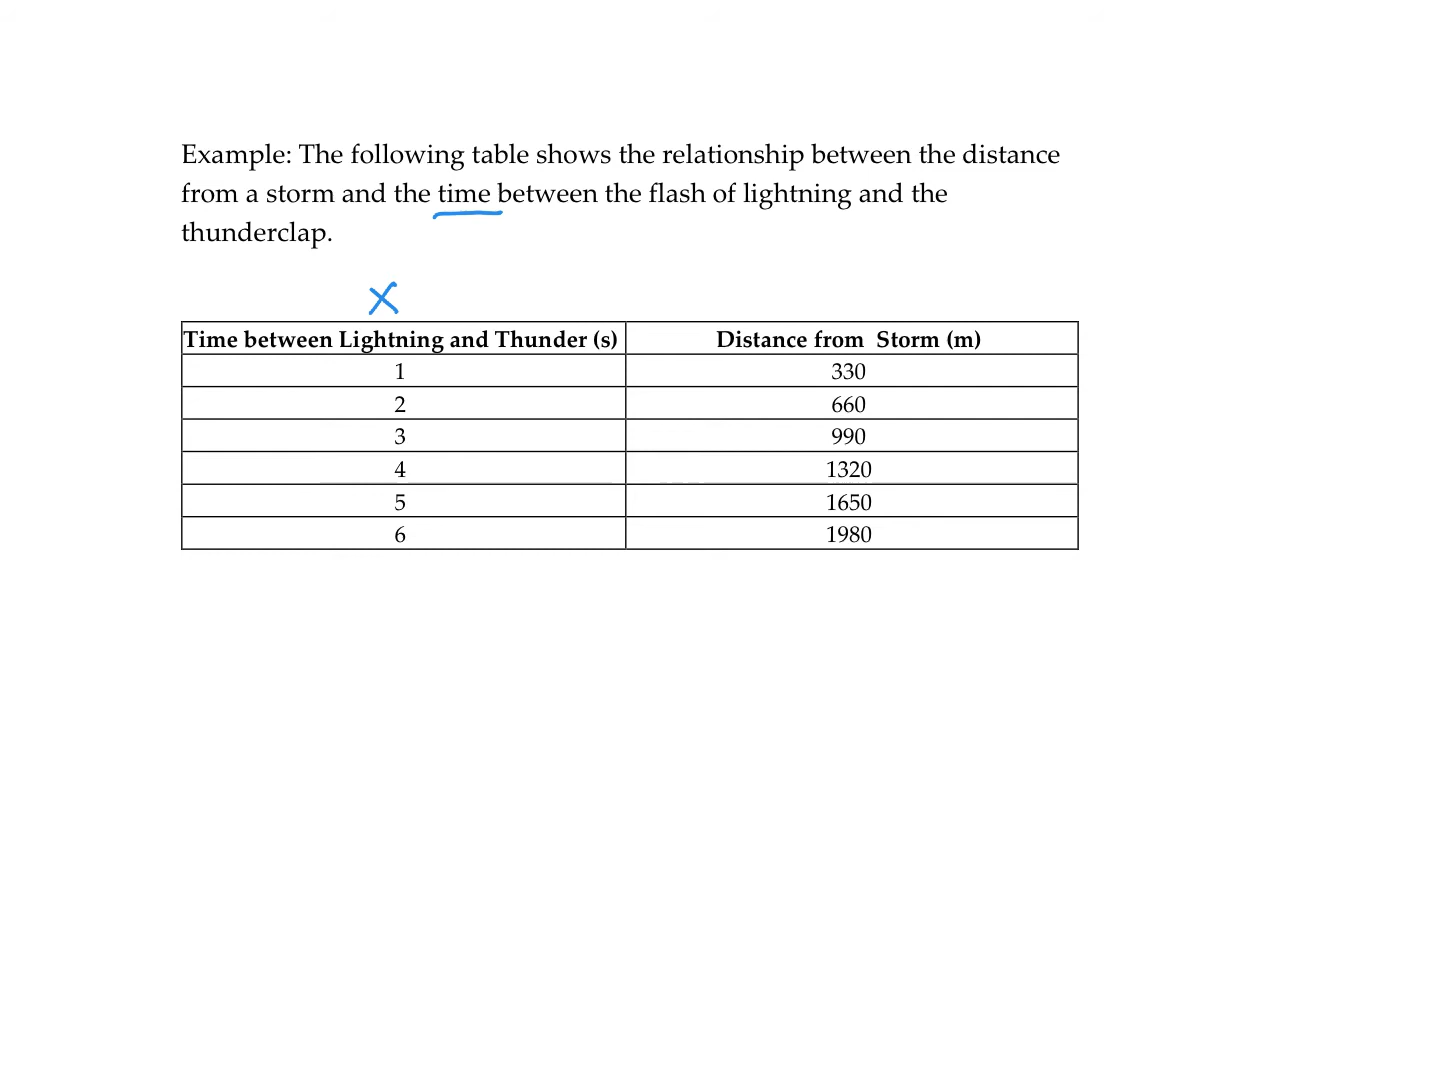 Example: The following table shows the relationship between the distance
from a storm and the time between the flash of lightning and the
thunderclap.
X
Time between Lightning and Thunder (s) Distance from Storm (m)
1 330
2 660
3 990
4 1320
5 1650
6 1980